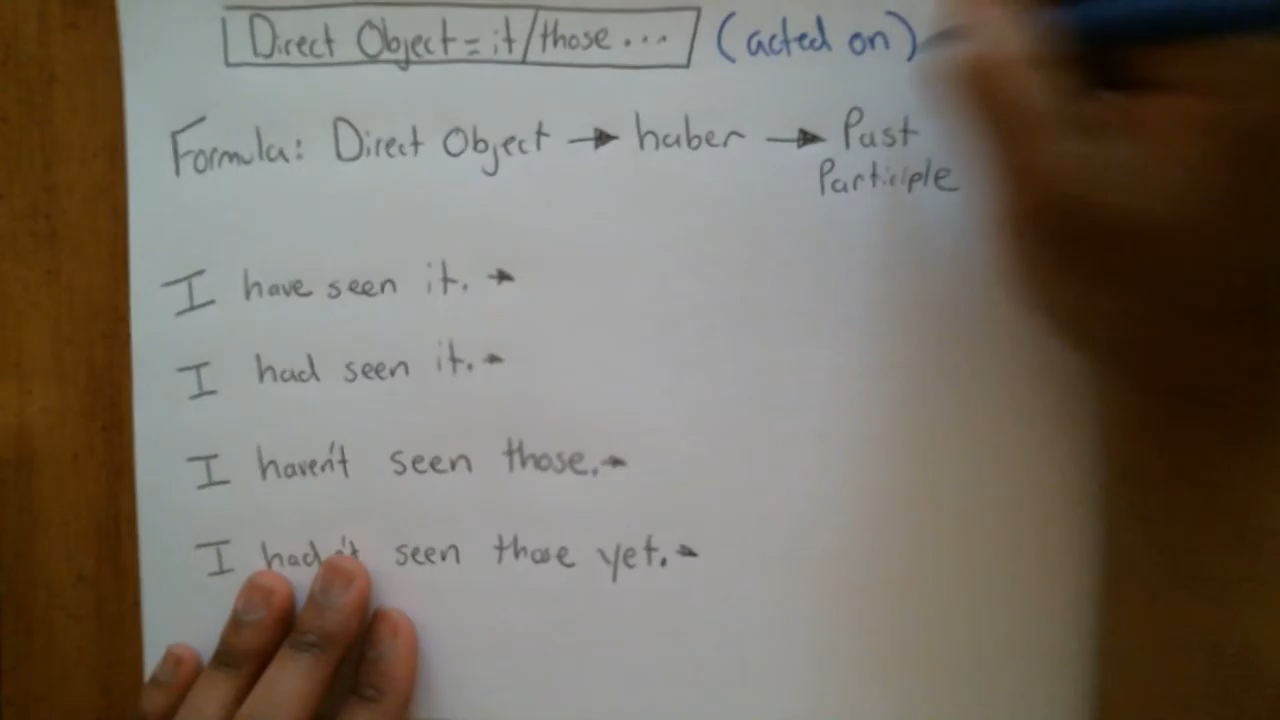 Direct Object = it/those... (acted on)
Formula: Direct Object → haber → Past
Participle
I have seen it. →
I had seen it. →
I haven't seen those. →
I hadn't seen those yet. →